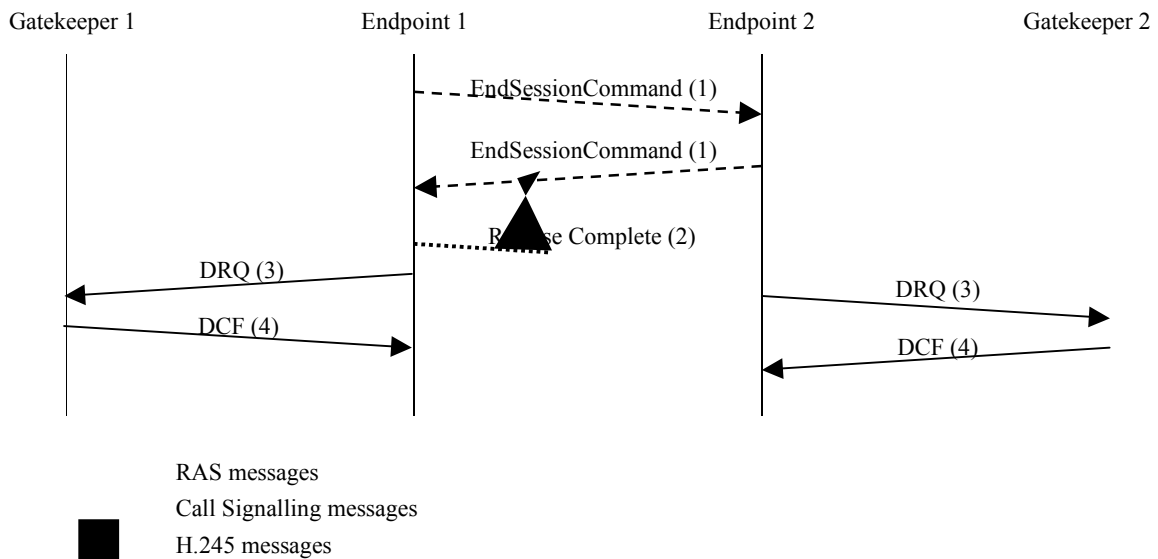 Gatekeeper 1
Endpoint 1
Endpoint 2
Gatekeeper 2
EndSessionCommand (1)
EndSessionCommand (1)
Release Complete (2)
DRQ (3)
DRQ (3)
DCF (4)
DCF (4)
RAS messages
Call Signalling messages
H.245 messages